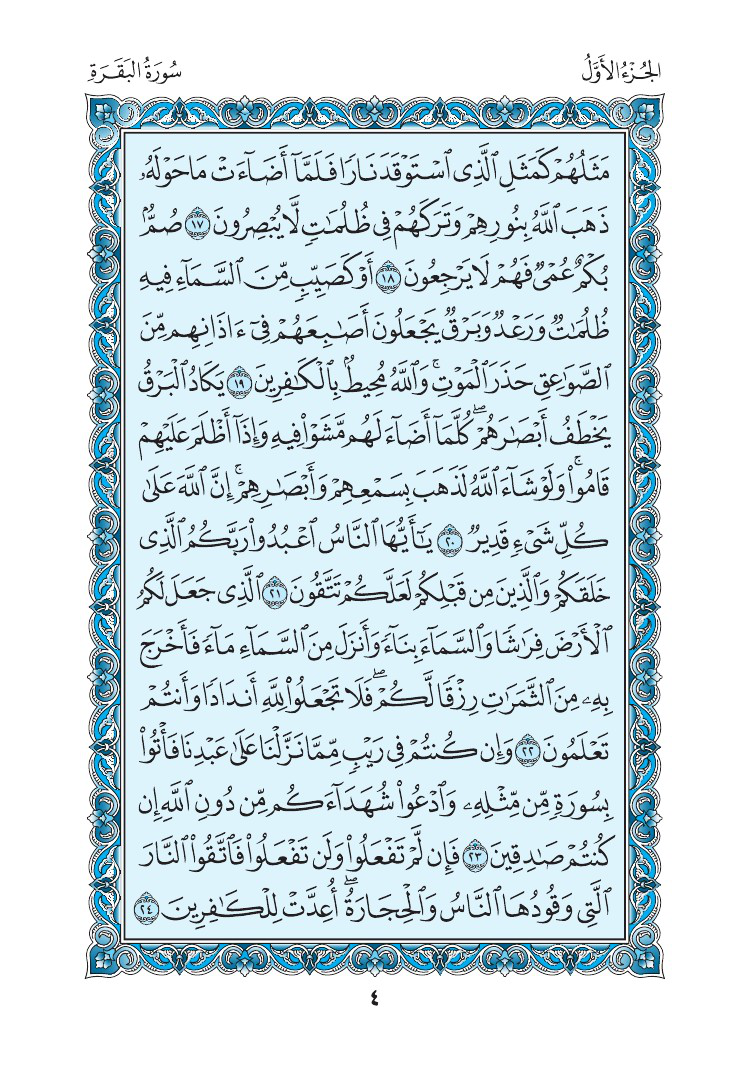 الجُزْءُ الأَوَّلُ
سُورَةُ البَقَرَةِ
مَثَلُهُمْ كَمَثَلِ ٱلَّذِى ٱسْتَوْقَدَ نَارًا فَلَمَّآ أَضَآءَتْ مَا حَوْلَهُۥ
ذَهَبَ ٱللَّهُ بِنُورِهِمْ وَتَرَكَهُمْ فِى ظُلُمَٰتٍ لَّا يُبْصِرُونَ ١٧ صُمٌّۢ
بُكْمٌ عُمْىٌ فَهُمْ لَا يَرْجِعُونَ ١٨ أَوْ كَصَيِّبٍ مِّنَ ٱلسَّمَآءِ فِيهِ
ظُلُمَٰتٌ وَرَعْدٌ وَبَرْقٌ يَجْعَلُونَ أَصَٰبِعَهُمْ فِىٓ ءَاذَانِهِم مِّنَ
ٱلصَّوَٰعِقِ حَذَرَ ٱلْمَوْتِ ۚ وَٱللَّهُ مُحِيطٌۢ بِٱلْكَٰفِرِينَ ١٩ يَكَادُ ٱلْبَرْقُ
يَخْطَفُ أَبْصَٰرَهُمْ ۖ كُلَّمَآ أَضَآءَ لَهُم مَّشَوْا۟ فِيهِ وَإِذَآ أَظْلَمَ عَلَيْهِمْ
قَامُوا۟ ۚ وَلَوْ شَآءَ ٱللَّهُ لَذَهَبَ بِسَمْعِهِمْ وَأَبْصَٰرِهِمْ ۚ إِنَّ ٱللَّهَ عَلَىٰ
كُلِّ شَىْءٍ قَدِيرٌ ٢٠ يَٰٓأَيُّهَا ٱلنَّاسُ ٱعْبُدُوا۟ رَبَّكُمُ ٱلَّذِى
خَلَقَكُمْ وَٱلَّذِينَ مِن قَبْلِكُمْ لَعَلَّكُمْ تَتَّقُونَ ٢١ ٱلَّذِى جَعَلَ لَكُمُ
ٱلْأَرْضَ فِرَٰشًا وَٱلسَّمَآءَ بِنَآءً وَأَنزَلَ مِنَ ٱلسَّمَآءِ مَآءً فَأَخْرَجَ
بِهِۦ مِنَ ٱلثَّمَرَٰتِ رِزْقًا لَّكُمْ ۖ فَلَا تَجْعَلُوا۟ لِلَّهِ أَندَادًا وَأَنتُمْ
تَعْلَمُونَ ٢٢ وَإِن كُنتُمْ فِى رَيْبٍ مِّمَّا نَزَّلْنَا عَلَىٰ عَبْدِنَا فَأْتُوا۟
بِسُورَةٍ مِّن مِّثْلِهِۦ وَٱدْعُوا۟ شُهَدَآءَكُم مِّن دُونِ ٱللَّهِ إِن
كُنتُمْ صَٰدِقِينَ ٢٣ فَإِن لَّمْ تَفْعَلُوا۟ وَلَن تَفْعَلُوا۟ فَٱتَّقُوا۟ ٱلنَّارَ
ٱلَّتِى وَقُودُهَا ٱلنَّاسُ وَٱلْحِجَارَةُ ۖ أُعِدَّتْ لِلْكَٰفِرِينَ ٢٤
٤